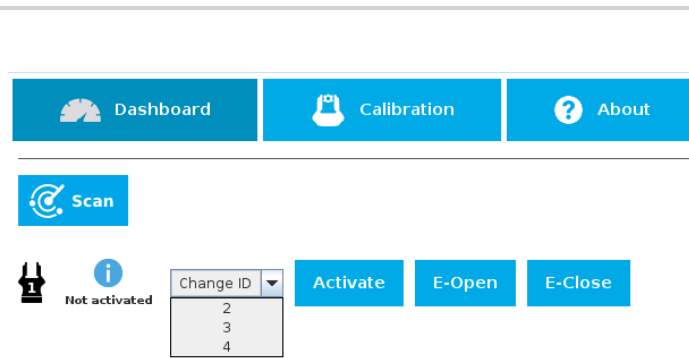 Dashboard
Calibration
? About
Scan
1
i
Not activated
Change ID
Activate
E-Open
E-Close
2
3
4